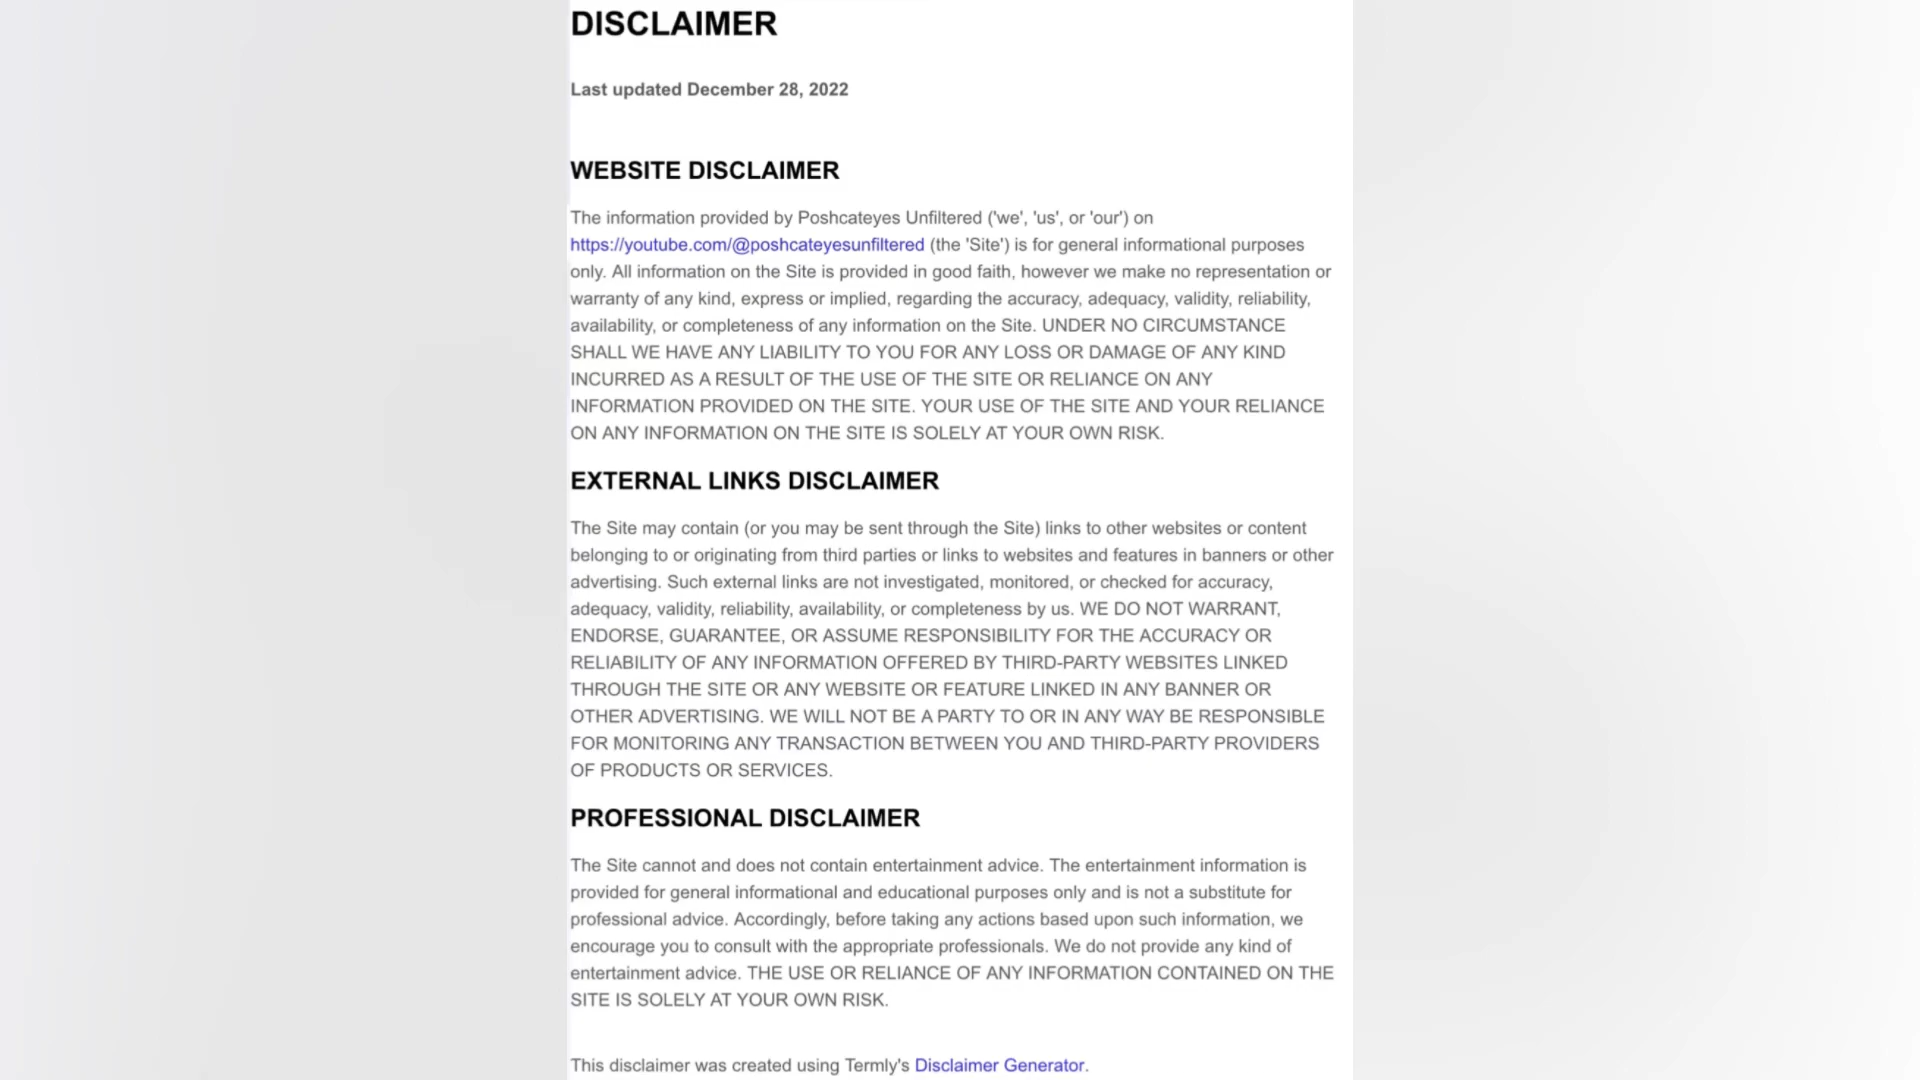 DISCLAIMER
Last updated December 28, 2022
WEBSITE DISCLAIMER
The information provided by Poshcateyes Unfiltered ('we', 'us', or 'our') on
https://youtube.com/@poshcateyesunfiltered (the 'Site') is for general informational purposes
only. All information on the Site is provided in good faith, however we make no representation or
warranty of any kind, express or implied, regarding the accuracy, adequacy, validity, reliability,
availability, or completeness of any information on the Site. UNDER NO CIRCUMSTANCE
SHALL WE HAVE ANY LIABILITY TO YOU FOR ANY LOSS OR DAMAGE OF ANY KIND
INCURRED AS A RESULT OF THE USE OF THE SITE OR RELIANCE ON ANY
INFORMATION PROVIDED ON THE SITE. YOUR USE OF THE SITE AND YOUR RELIANCE
ON ANY INFORMATION ON THE SITE IS SOLELY AT YOUR OWN RISK.
EXTERNAL LINKS DISCLAIMER
The Site may contain (or you may be sent through the Site) links to other websites or content
belonging to or originating from third parties or links to websites and features in banners or other
advertising. Such external links are not investigated, monitored, or checked for accuracy,
adequacy, validity, reliability, availability, or completeness by us. WE DO NOT WARRANT,
ENDORSE, GUARANTEE, OR ASSUME RESPONSIBILITY FOR THE ACCURACY OR
RELIABILITY OF ANY INFORMATION OFFERED BY THIRD-PARTY WEBSITES LINKED
THROUGH THE SITE OR ANY WEBSITE OR FEATURE LINKED IN ANY BANNER OR
OTHER ADVERTISING. WE WILL NOT BE A PARTY TO OR IN ANY WAY BE RESPONSIBLE
FOR MONITORING ANY TRANSACTION BETWEEN YOU AND THIRD-PARTY PROVIDERS
OF PRODUCTS OR SERVICES.
PROFESSIONAL DISCLAIMER
The Site cannot and does not contain entertainment advice. The entertainment information is
provided for general informational and educational purposes only and is not a substitute for
professional advice. Accordingly, before taking any actions based upon such information, we
encourage you to consult with the appropriate professionals. We do not provide any kind of
entertainment advice. THE USE OR RELIANCE OF ANY INFORMATION CONTAINED ON THE
SITE IS SOLELY AT YOUR OWN RISK.
This disclaimer was created using Termly's Disclaimer Generator.